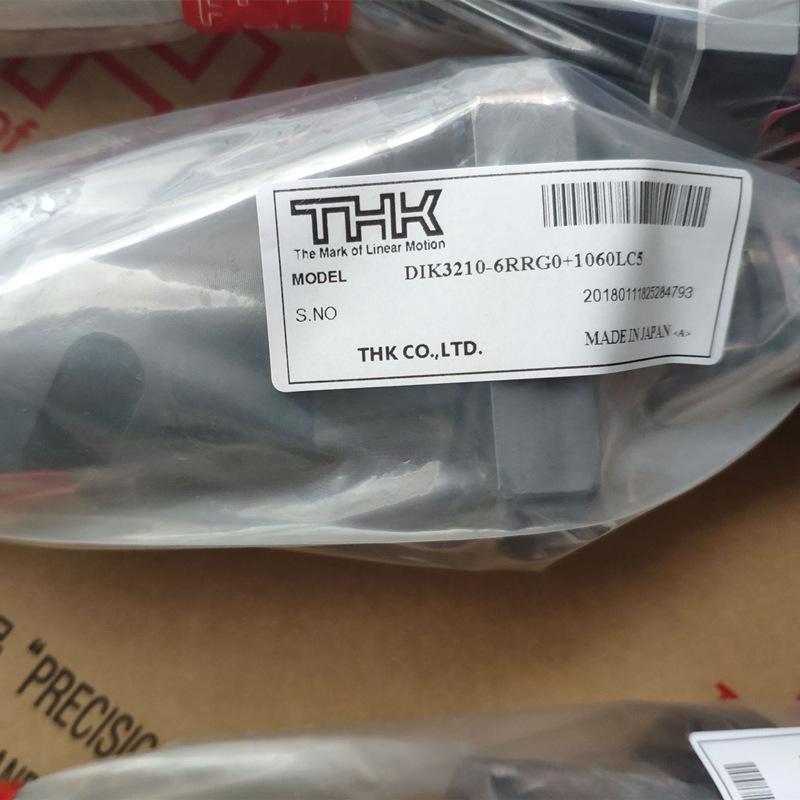 of
THK
The Mark of Linear Motion
MODEL DIK3210-6RRG0+1060LC5
20180111825284793
S.NO
THK CO.,LTD.
MADE IN JAPAN <A>
"PRECISIO